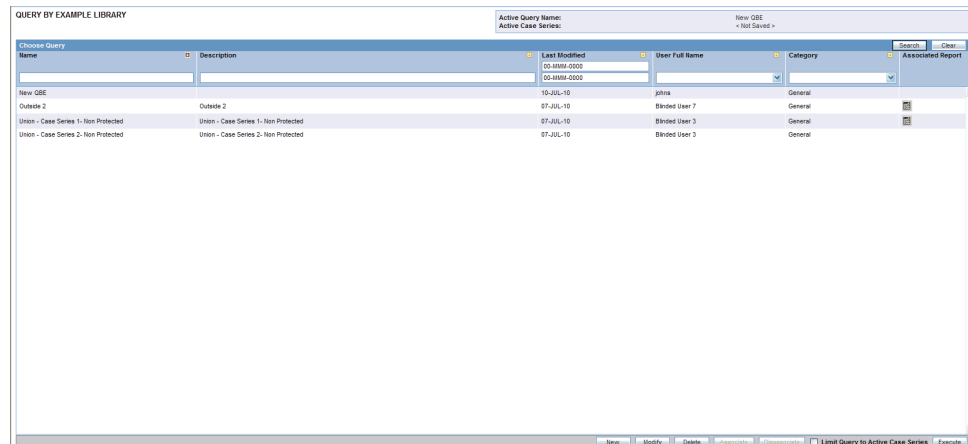 QUERY BY EXAMPLE LIBRARY
Active Query Name: New QBE
Active Case Series: < Not Saved >
Choose Query Search Clear
Name Description Last Modified User Full Name Category Associated Report
00-MMM-0000
00-MMM-0000
New QBE 10-JUL-10 johns General
Outside 2 Outside 2 07-JUL-10 Blinded User 7 General
Union - Case Series 1- Non Protected Union - Case Series 1- Non Protected 07-JUL-10 Blinded User 3 General
Union - Case Series 2- Non Protected Union - Case Series 2- Non Protected 07-JUL-10 Blinded User 3 General
New Modify Delete Associate Disassociate Limit Query to Active Case Series Execute